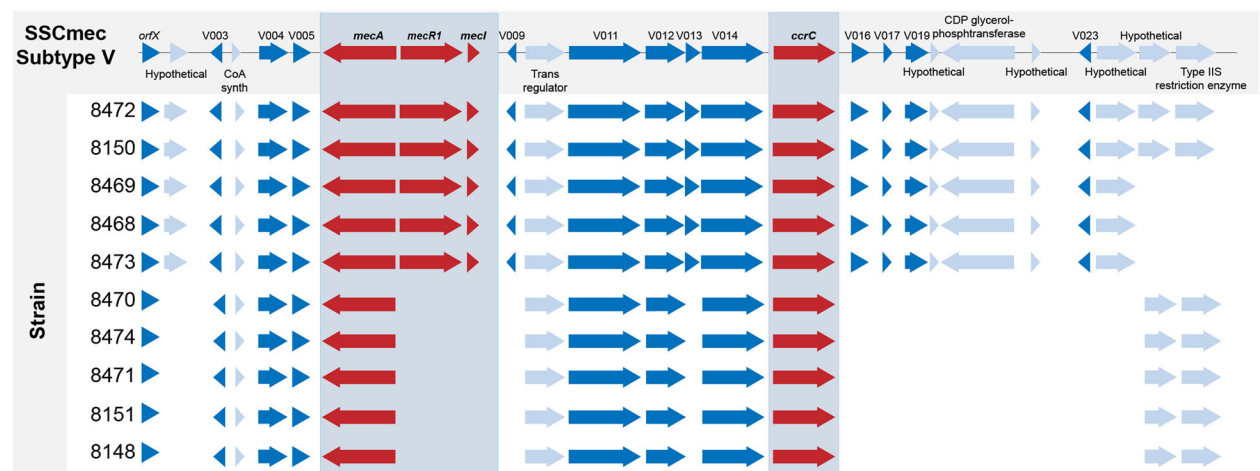 SSCmec
Subtype V
orfX
V003
V004
V005
mecA
mecR1
mecI
V009
V011
V012
V013
V014
ccrC
V016
V017
V019
CDP glycerol-
phosphtransferase
V023
Hypothetical
Hypothetical
CoA
synth
Trans
regulator
Hypothetical
Hypothetical
Hypothetical
Type IIS
restriction enzyme
Strain
8472
8150
8469
8468
8473
8470
8474
8471
8151
8148